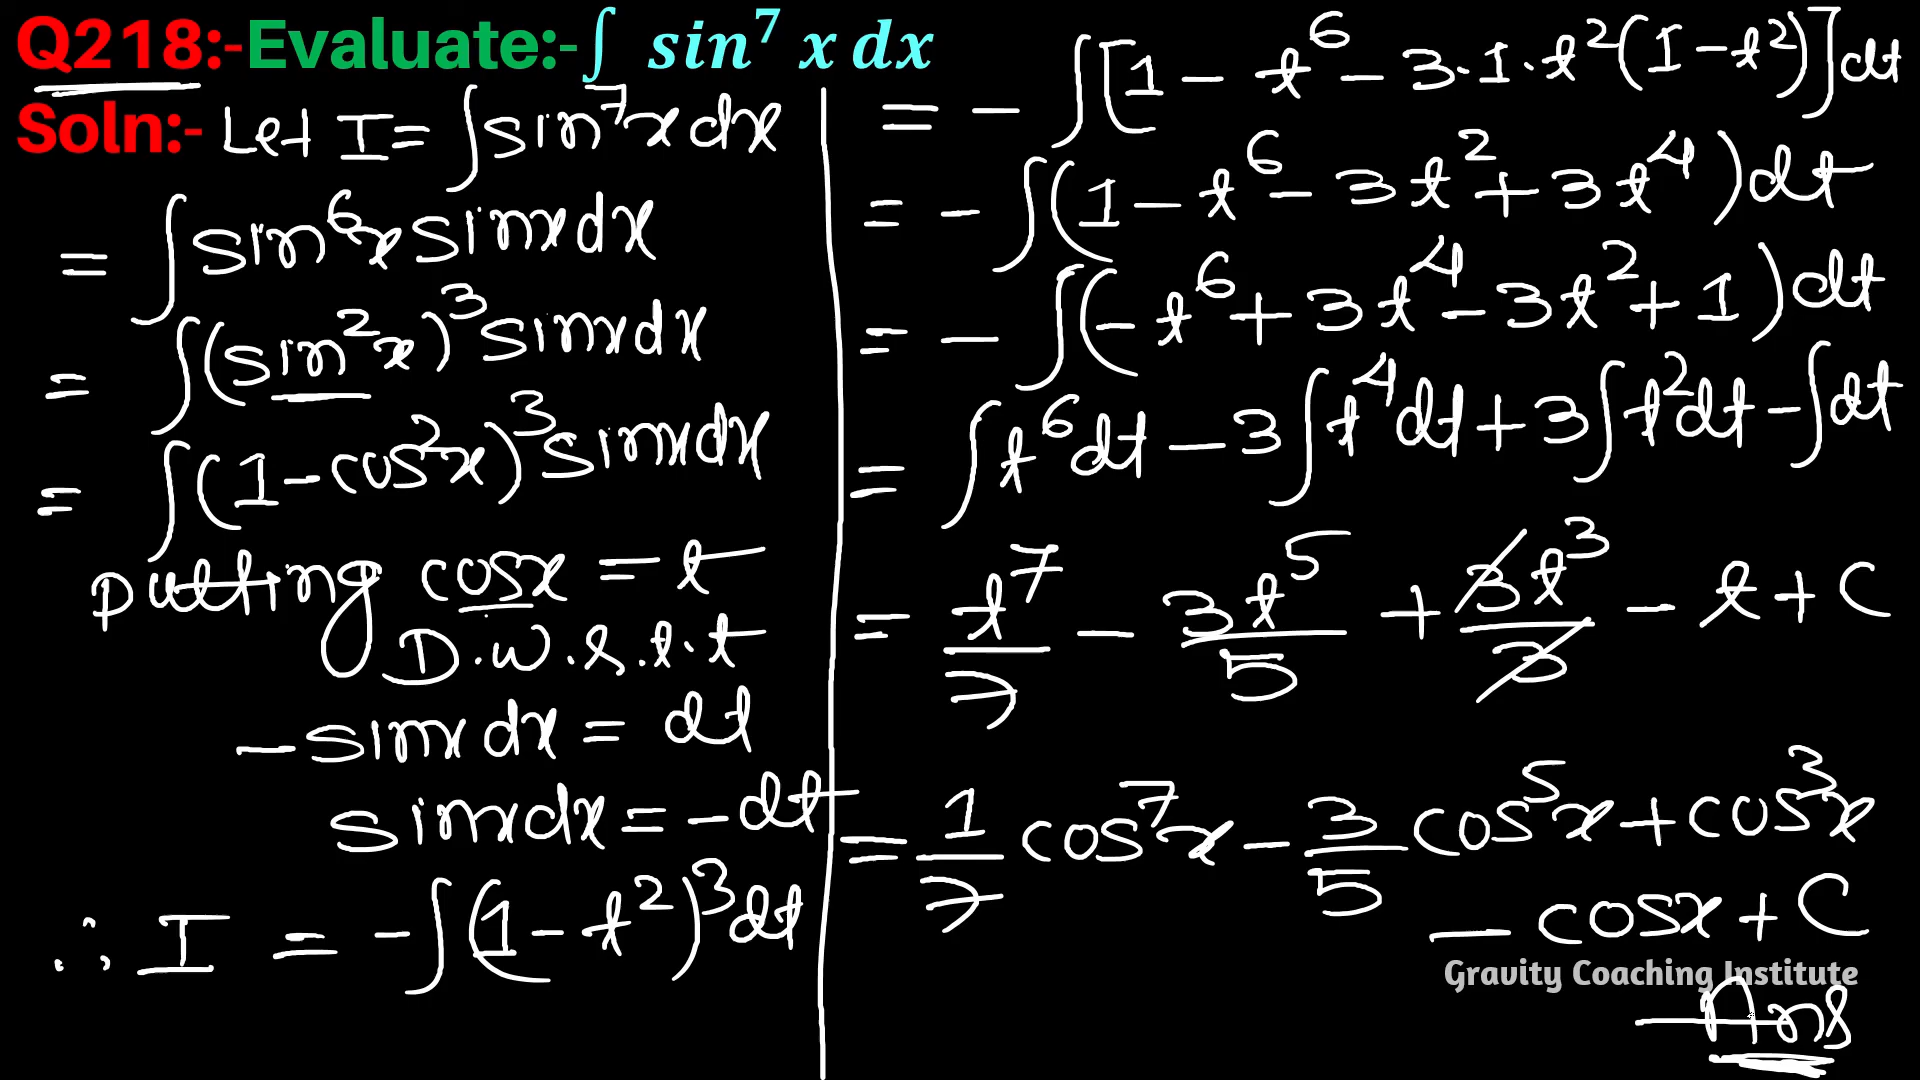 Q218:-Evaluate:-∫ sin⁷ x dx
Soln:- Let I = ∫sin⁷x dx
= ∫sin⁶x sinx dx
= ∫(sin²x)³ sinx dx
= ∫(1-cos²x)³ sinx dx
putting cosx = t
D.w.r.t.t
-sinx dx = dt
sinx dx = -dt
∴ I = -∫(1-t²)³dt
= -∫[1-t⁶-3·1·t²(1-t²)]dt
= -∫(1-t⁶-3t²+3t⁴)dt
= -∫(-t⁶+3t⁴-3t²+1)dt
= ∫t⁶dt-3∫t⁴dt+3∫t²dt-∫dt
= t⁷/7 - 3t⁵/5 + 3t³/3 - t + C
= 1/7 cos⁷x - 3/5 cos⁵x + cos³x
- cosx + C
Gravity Coaching Institute
Ans